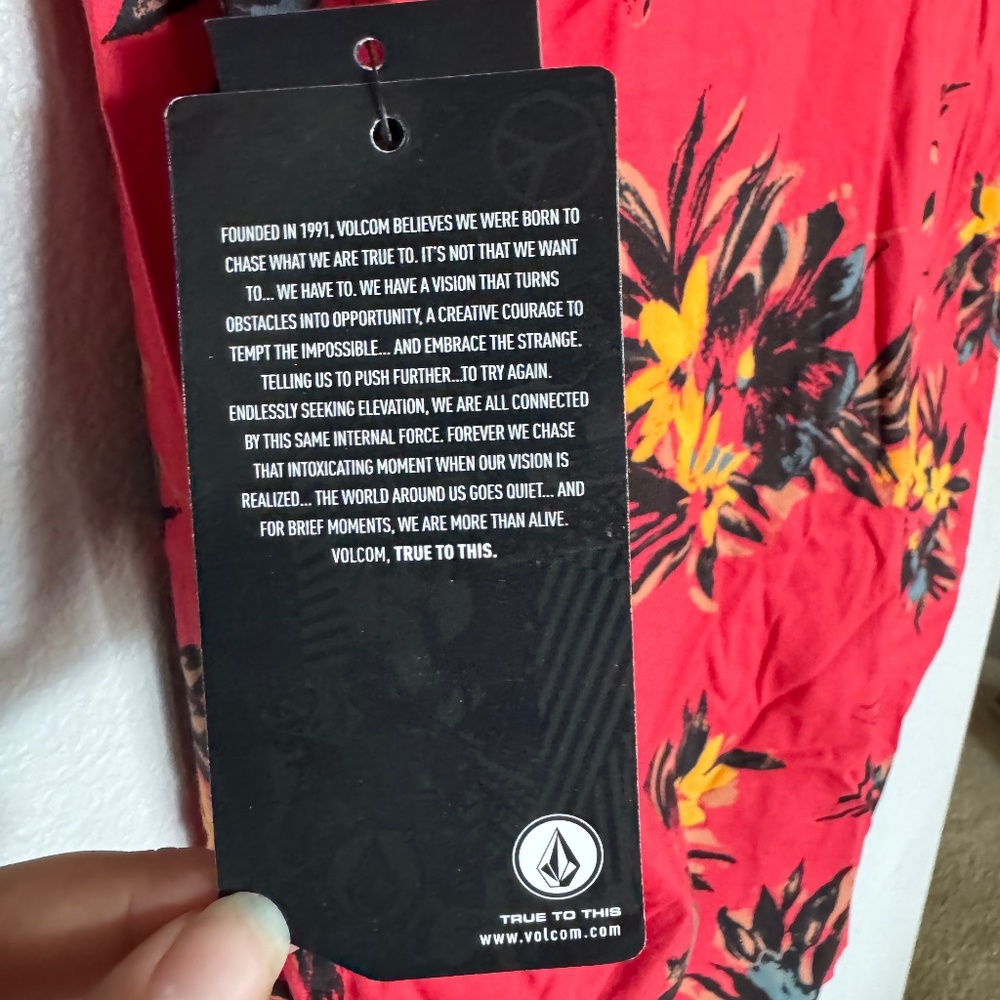 FOUNDED IN 1991, VOLCOM BELIEVES WE WERE BORN TO
CHASE WHAT WE ARE TRUE TO. IT'S NOT THAT WE WANT
TO... WE HAVE TO. WE HAVE A VISION THAT TURNS
OBSTACLES INTO OPPORTUNITY, A CREATIVE COURAGE TO
TEMPT THE IMPOSSIBLE... AND EMBRACE THE STRANGE.
TELLING US TO PUSH FURTHER...TO TRY AGAIN.
ENDLESSLY SEEKING ELEVATION, WE ARE ALL CONNECTED
BY THIS SAME INTERNAL FORCE. FOREVER WE CHASE
THAT INTOXICATING MOMENT WHEN OUR VISION IS
REALIZED... THE WORLD AROUND US GOES QUIET... AND
FOR BRIEF MOMENTS, WE ARE MORE THAN ALIVE.
VOLCOM, TRUE TO THIS.
TRUE TO THIS
www.volcom.com